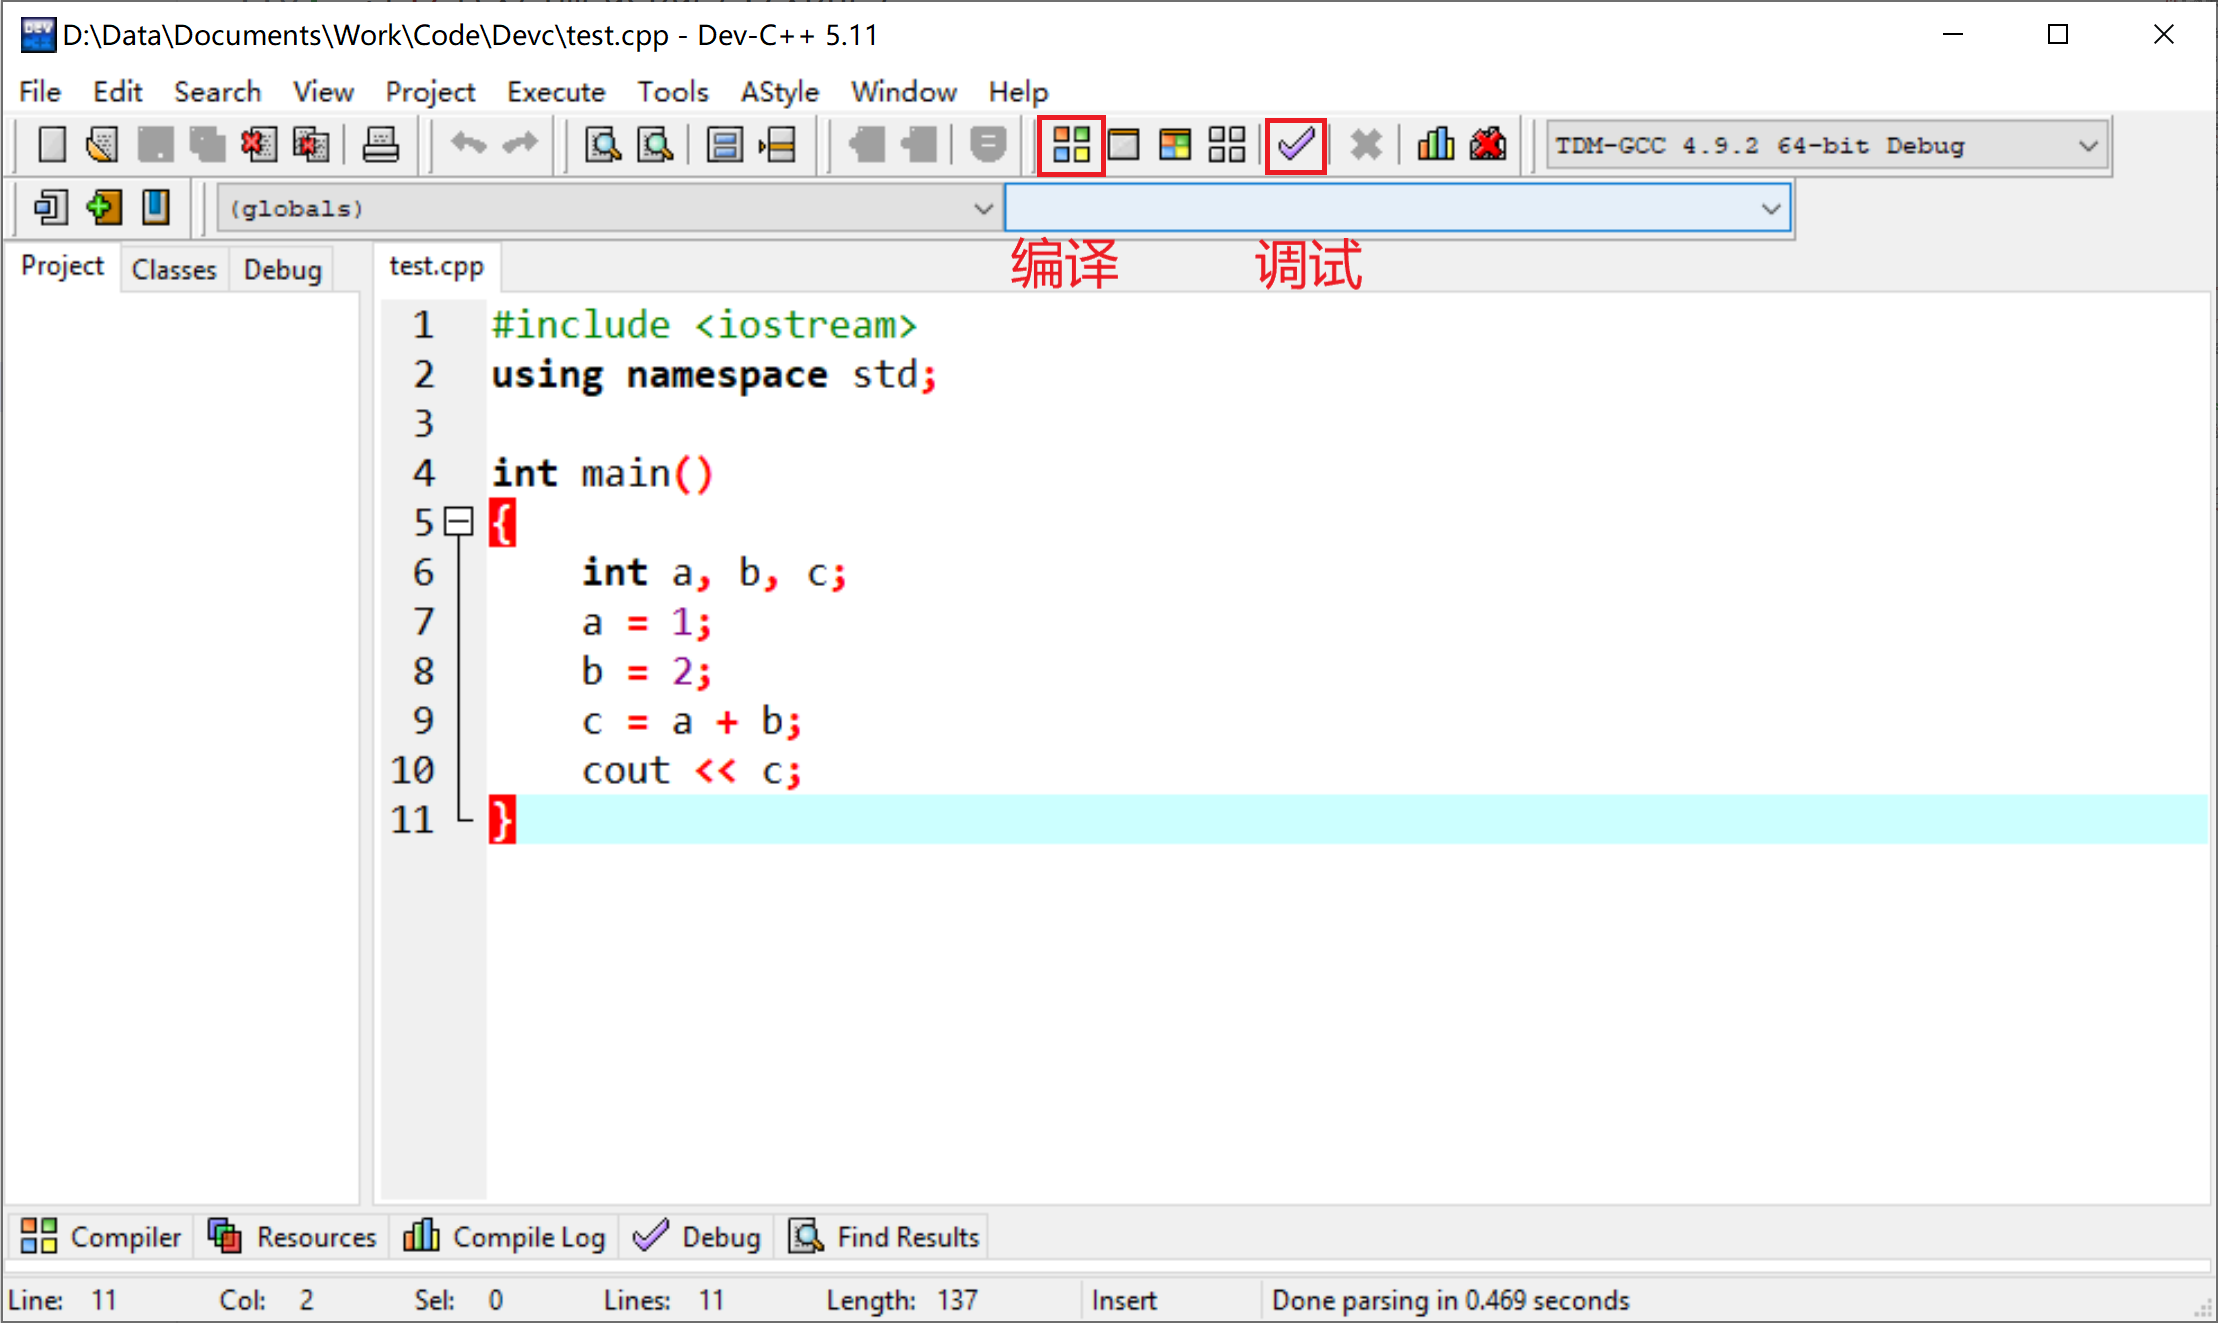 D:\Data\Documents\Work\Code\Devc\test.cpp - Dev-C++ 5.11
File Edit Search View Project Execute Tools AStyle Window Help
TDM-GCC 4.9.2 64-bit Debug
(globals)
编译 调试
Project Classes Debug test.cpp
1 #include <iostream>
2 using namespace std;
3
4 int main()
5 {
6     int a, b, c;
7     a = 1;
8     b = 2;
9     c = a + b;
10     cout << c;
11 }
Compiler Resources Compile Log Debug Find Results
Line: 11 Col: 2 Sel: 0 Lines: 11 Length: 137 Insert Done parsing in 0.469 seconds